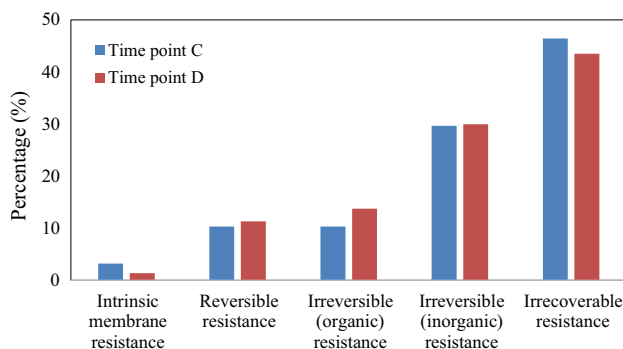 Percentage (%)
50
40
30
20
10
0
Time point C
Time point D
Intrinsic
membrane
resistance
Reversible
resistance
Irreversible
(organic)
resistance
Irreversible
(inorganic)
resistance
Irrecoverable
resistance